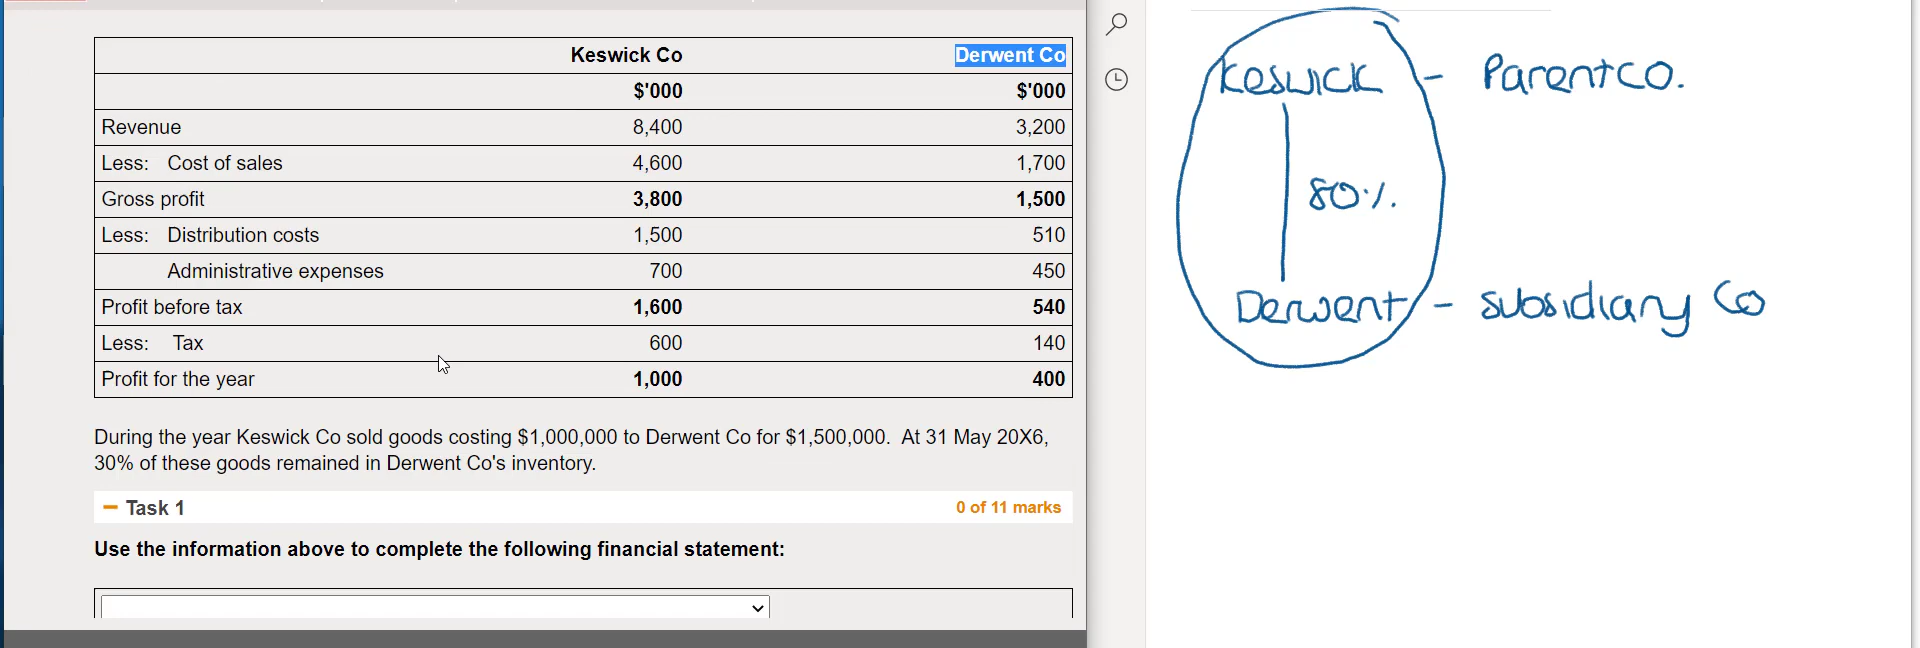 Keswick Co Derwent Co
$'000 $'000
Revenue 8,400 3,200
Less: Cost of sales 4,600 1,700
Gross profit 3,800 1,500
Less: Distribution costs 1,500 510
Administrative expenses 700 450
Profit before tax 1,600 540
Less: Tax 600 140
Profit for the year 1,000 400
During the year Keswick Co sold goods costing $1,000,000 to Derwent Co for $1,500,000. At 31 May 20X6,
30% of these goods remained in Derwent Co's inventory.
Task 1 0 of 11 marks
Use the information above to complete the following financial statement:
Keswick - Parent Co.
80%.
Derwent - subsidiary Co